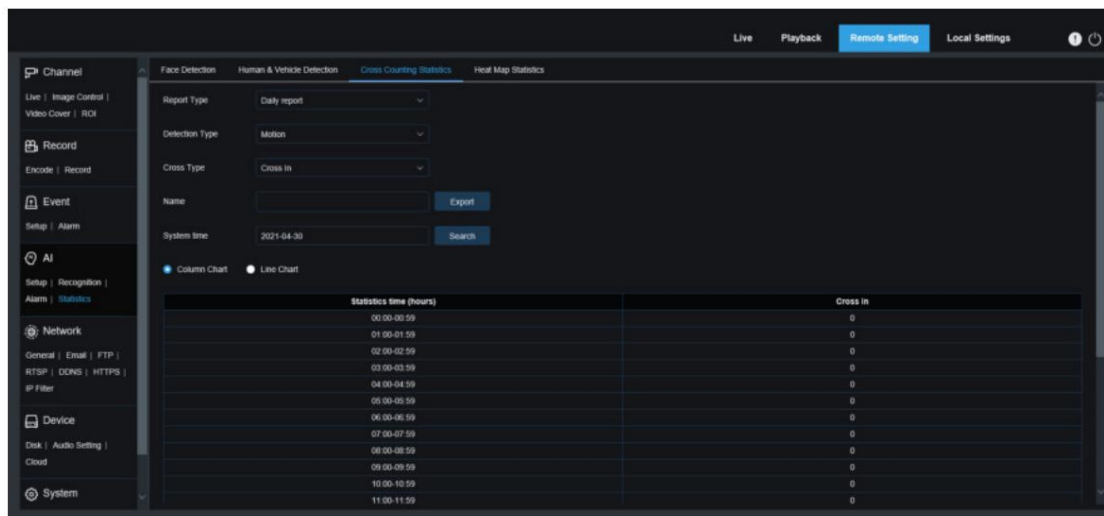 Live Playback Remote Setting Local Settings
Channel
Live | Image Control |
Video Cover | ROI
Record
Encode | Record
Event
Setup | Alarm
AI
Setup | Recognition |
Alarm | Statistics
Network
General | Email | FTP |
RTSP | DDNS | HTTPS |
IP Filter
Device
Disk | Audio Setting |
Cloud
System
Face Detection Human & Vehicle Detection Cross Counting Statistics Heat Map Statistics
Report Type Daily report
Detection Type Motion
Cross Type Cross In
Name Export
System time 2021-04-30 Search
Column Chart Line Chart
Statistics time (hours) Cross in
00:00-00:59 0
01:00-01:59 0
02:00-02:59 0
03:00-03:59 0
04:00-04:59 0
05:00-05:59 0
06:00-06:59 0
07:00-07:59 0
08:00-08:59 0
09:00-09:59 0
10:00-10:59 0
11:00-11:59 0